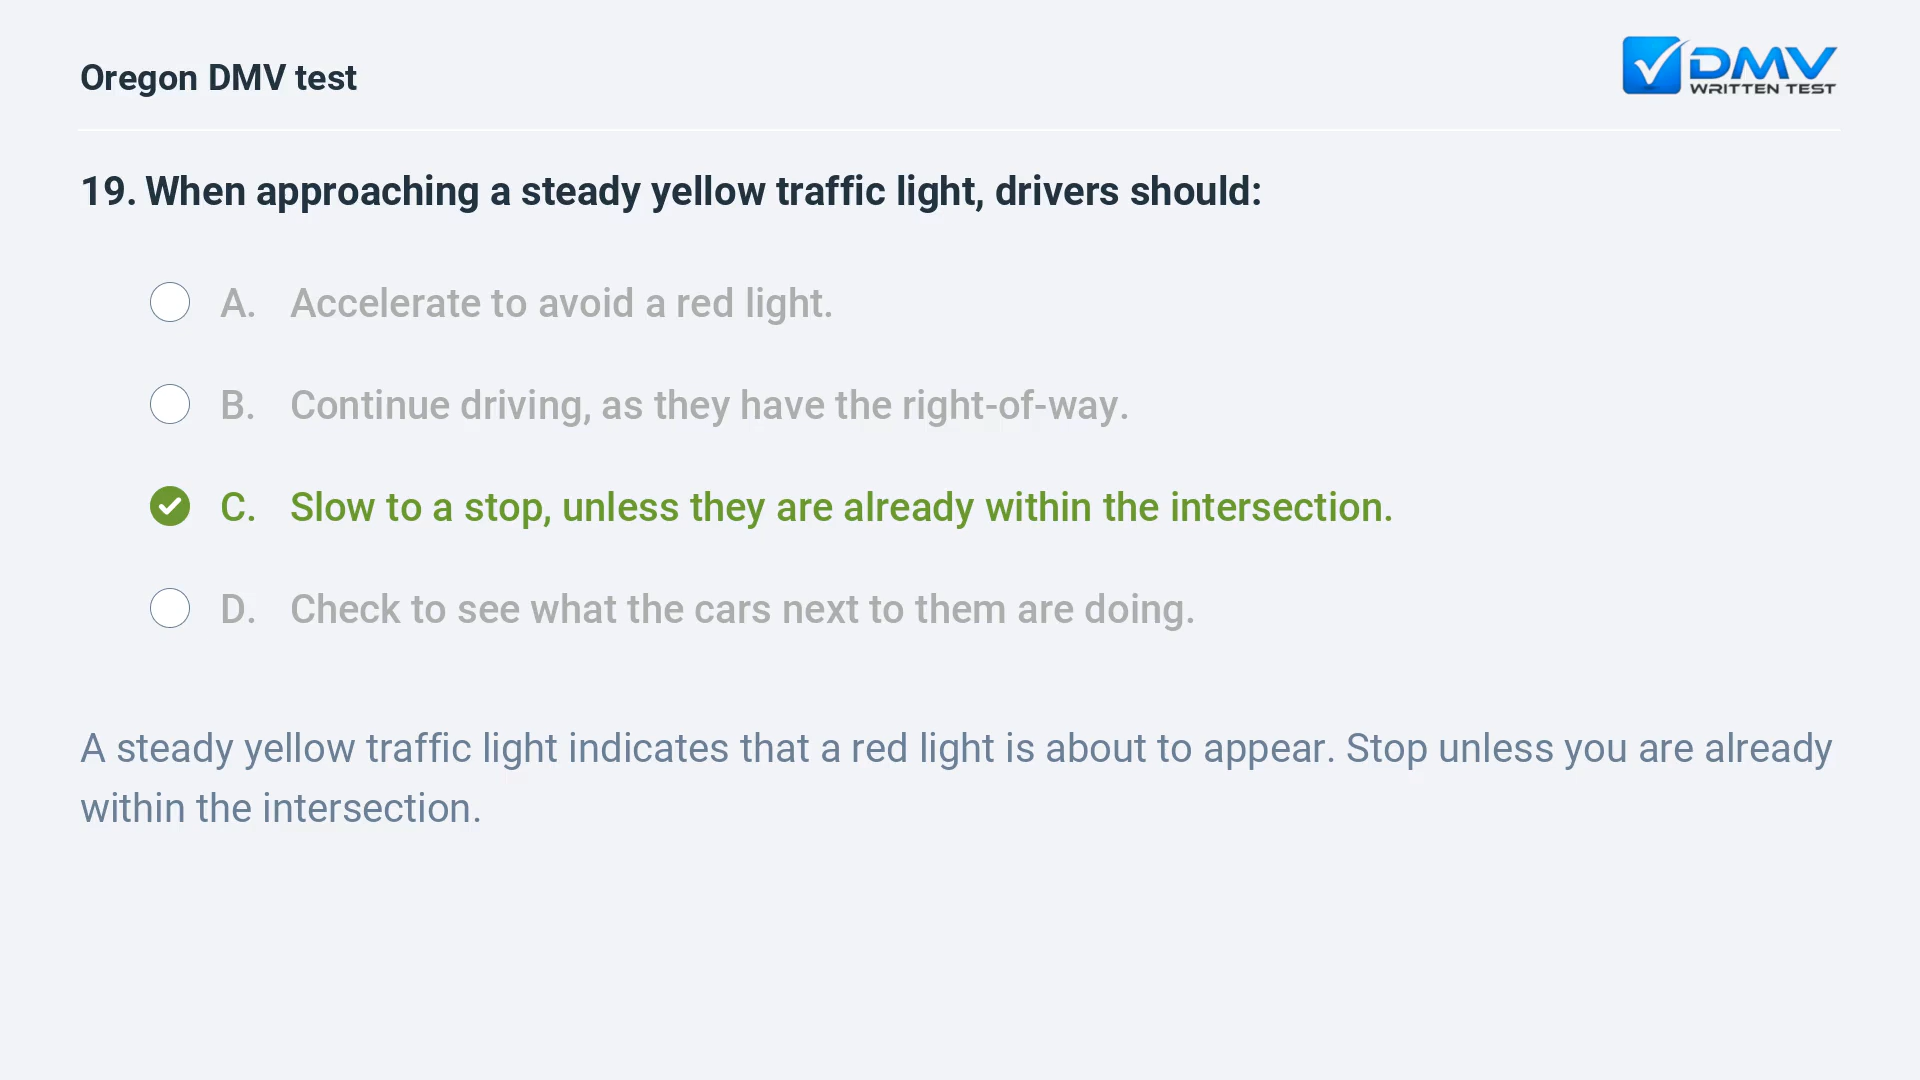 Oregon DMV test
DMV
WRITTEN TEST
19. When approaching a steady yellow traffic light, drivers should:
A. Accelerate to avoid a red light.
B. Continue driving, as they have the right-of-way.
C. Slow to a stop, unless they are already within the intersection.
D. Check to see what the cars next to them are doing.
A steady yellow traffic light indicates that a red light is about to appear. Stop unless you are already
within the intersection.